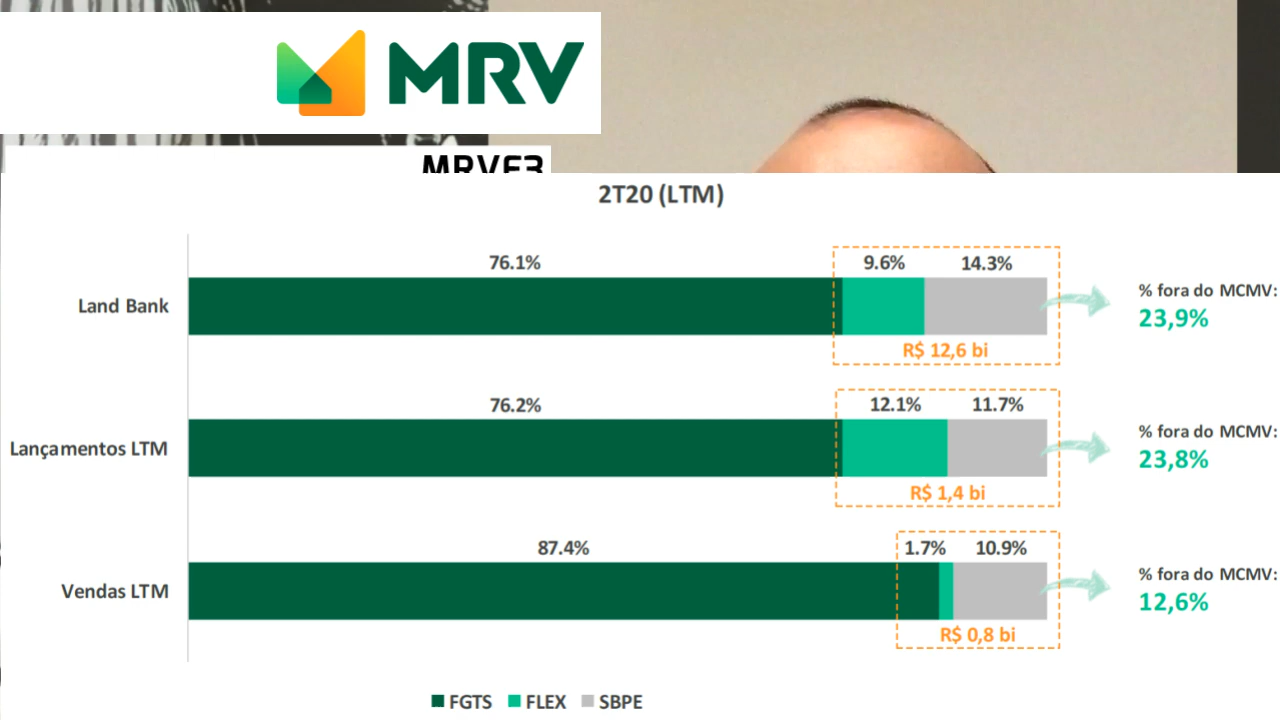 MRV
MRVE3
2T20 (LTM)
76.1%
9.6%
14.3%
Land Bank
% fora do MCMV:
23,9%
R$ 12,6 bi
76.2%
12.1%
11.7%
Lançamentos LTM
% fora do MCMV:
23,8%
R$ 1,4 bi
87.4%
1.7%
10.9%
Vendas LTM
% fora do MCMV:
12,6%
R$ 0,8 bi
FGTS
FLEX
SBPE